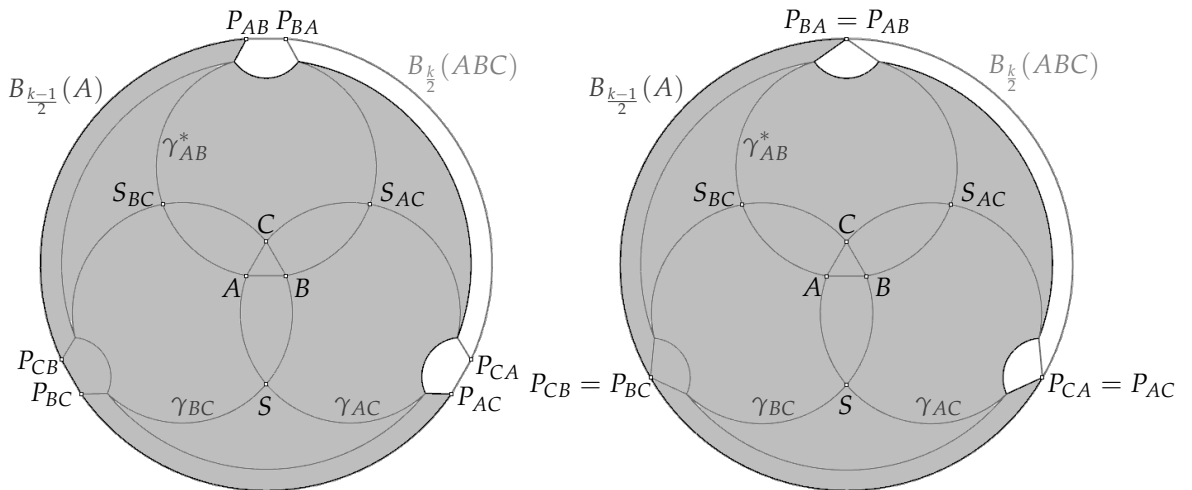 P_{AB} P_{BA}
B_{\frac{k-1}{2}}(A)
B_{\frac{k}{2}}(ABC)
γ*_{AB}
S_{BC}
S_{AC}
C
A
B
P_{CB}
P_{BC}
P_{CA}
P_{AC}
γ_{BC}
S
γ_{AC}
P_{BA} = P_{AB}
B_{\frac{k-1}{2}}(A)
B_{\frac{k}{2}}(ABC)
γ*_{AB}
S_{BC}
S_{AC}
C
A
B
P_{CB} = P_{BC}
P_{CA} = P_{AC}
γ_{BC}
S
γ_{AC}